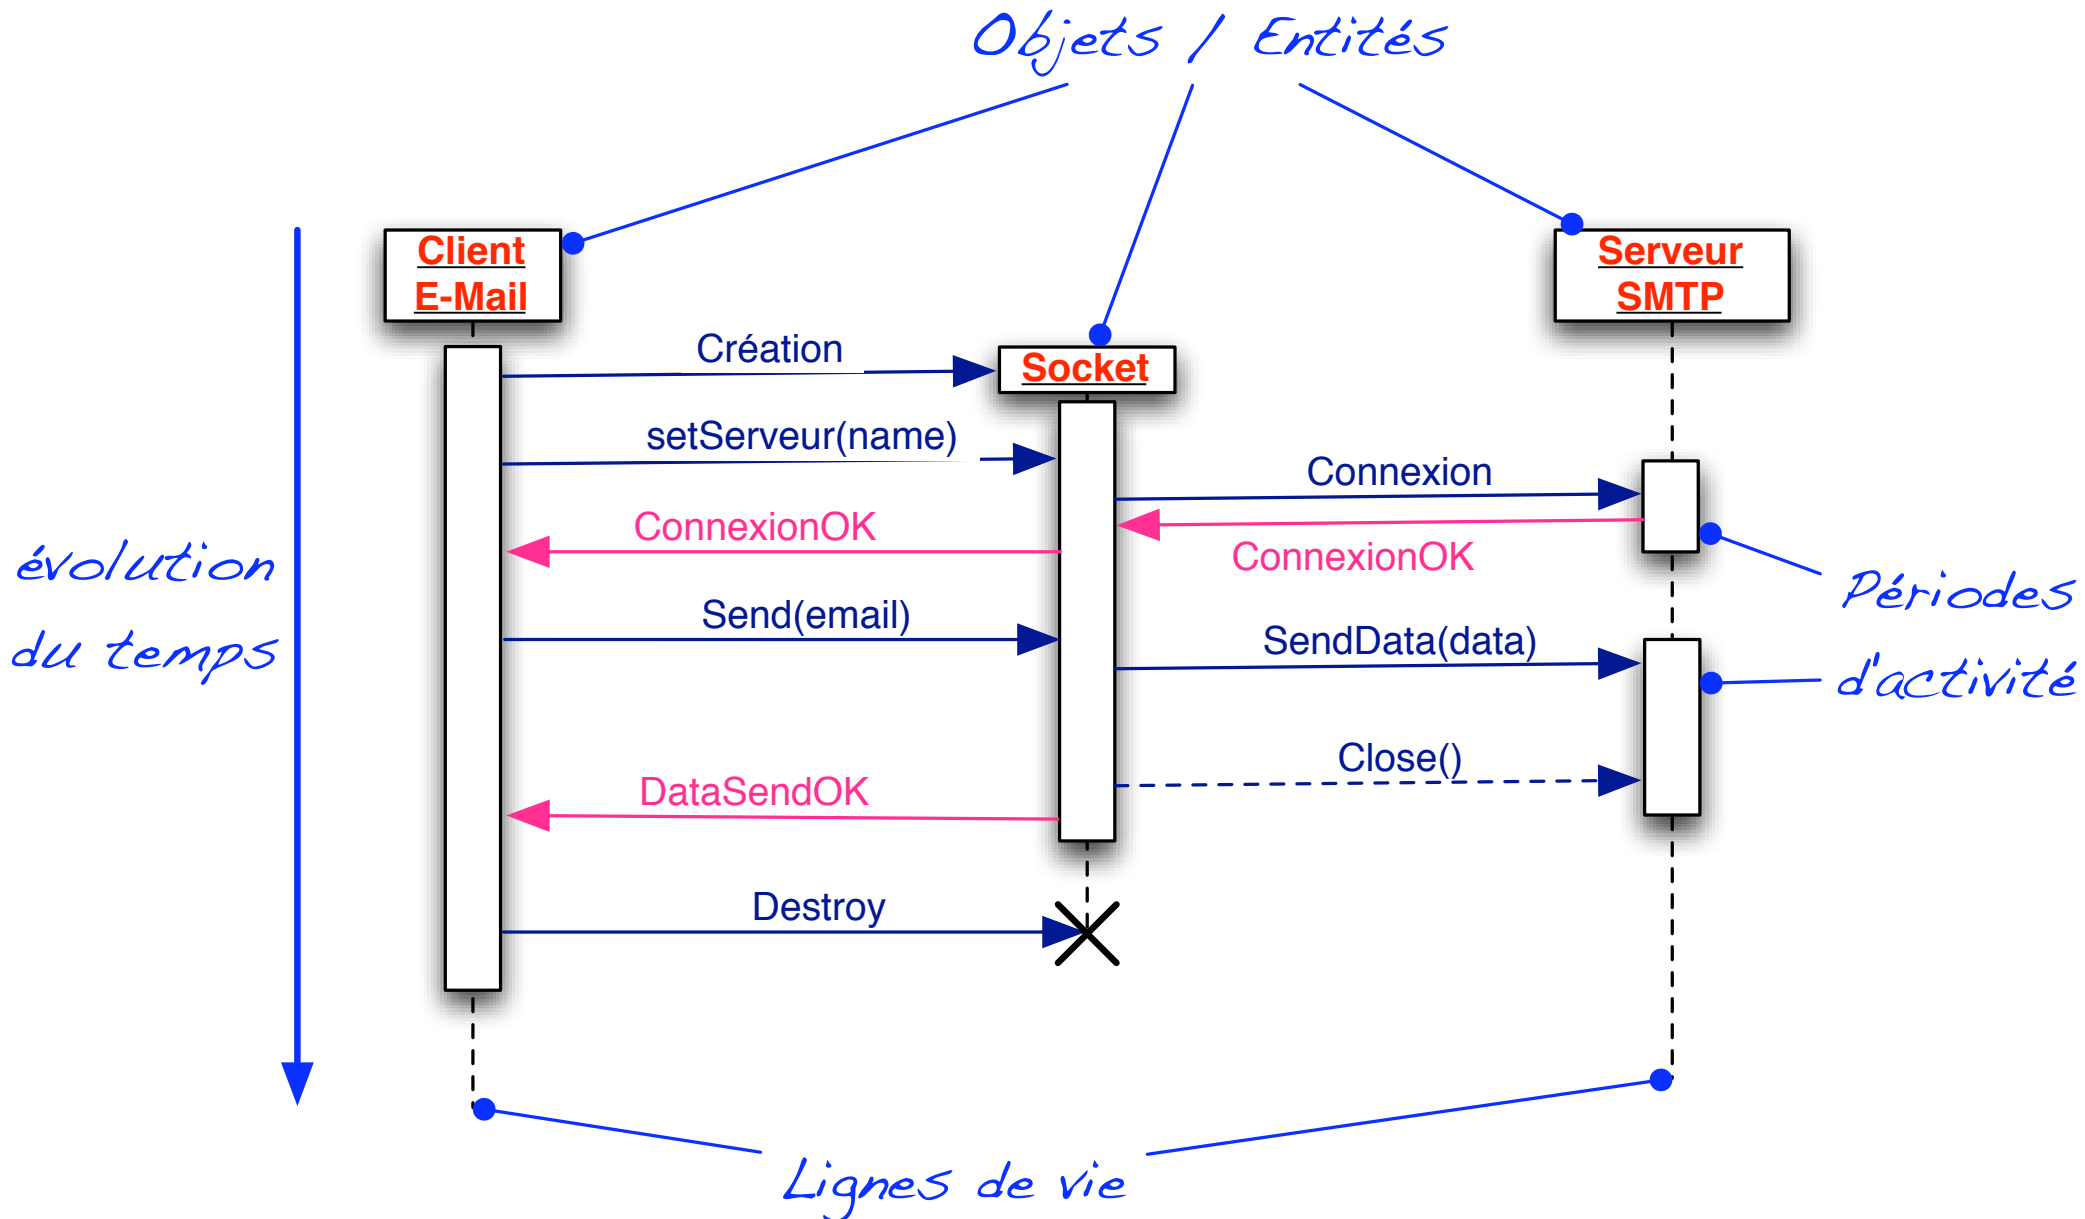 Objets / Entités
Client
E-Mail
Serveur
SMTP
Création
Socket
setServeur(name)
Connexion
ConnexionOK
ConnexionOK
évolution
du temps
Périodes
d'activité
Send(email)
SendData(data)
Close()
DataSendOK
Destroy
Lignes de vie